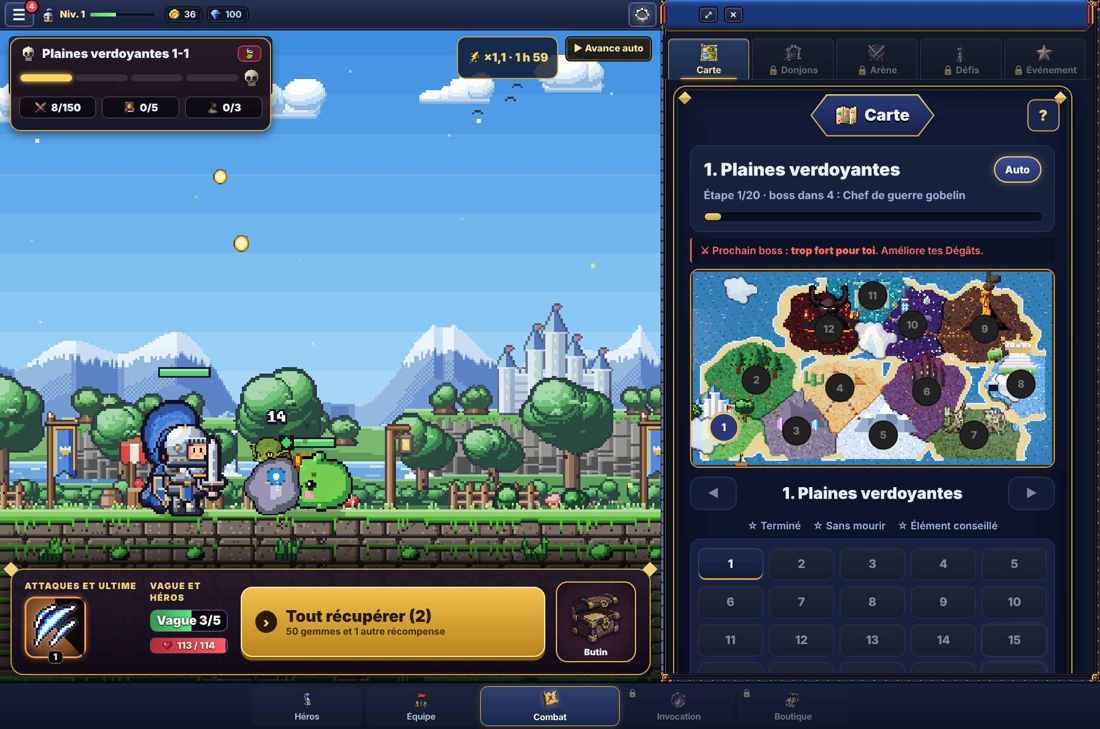 4
Niv. 1
36
100
Plaines verdoyantes 1-1
8/150
0/5
0/3
×1,1 · 1 h 59
Avance auto
14
ATTAQUES ET ULTIME
1
VAGUE ET
HÉROS
Vague 3/5
113 / 114
Tout récupérer (2)
50 gemmes et 1 autre récompense
Butin
Carte
Donjons
Arène
Défis
Événement
Carte
?
1. Plaines verdoyantes
Auto
Étape 1/20 · boss dans 4 : Chef de guerre gobelin
Prochain boss : trop fort pour toi. Améliore tes Dégâts.
11
12
10
9
2
4
6
8
1
3
5
7
1. Plaines verdoyantes
☆ Terminé ☆ Sans mourir ☆ Élément conseillé
1 2 3 4 5
6 7 8 9 10
11 12 13 14 15
Héros
Équipe
Combat
Invocation
Boutique